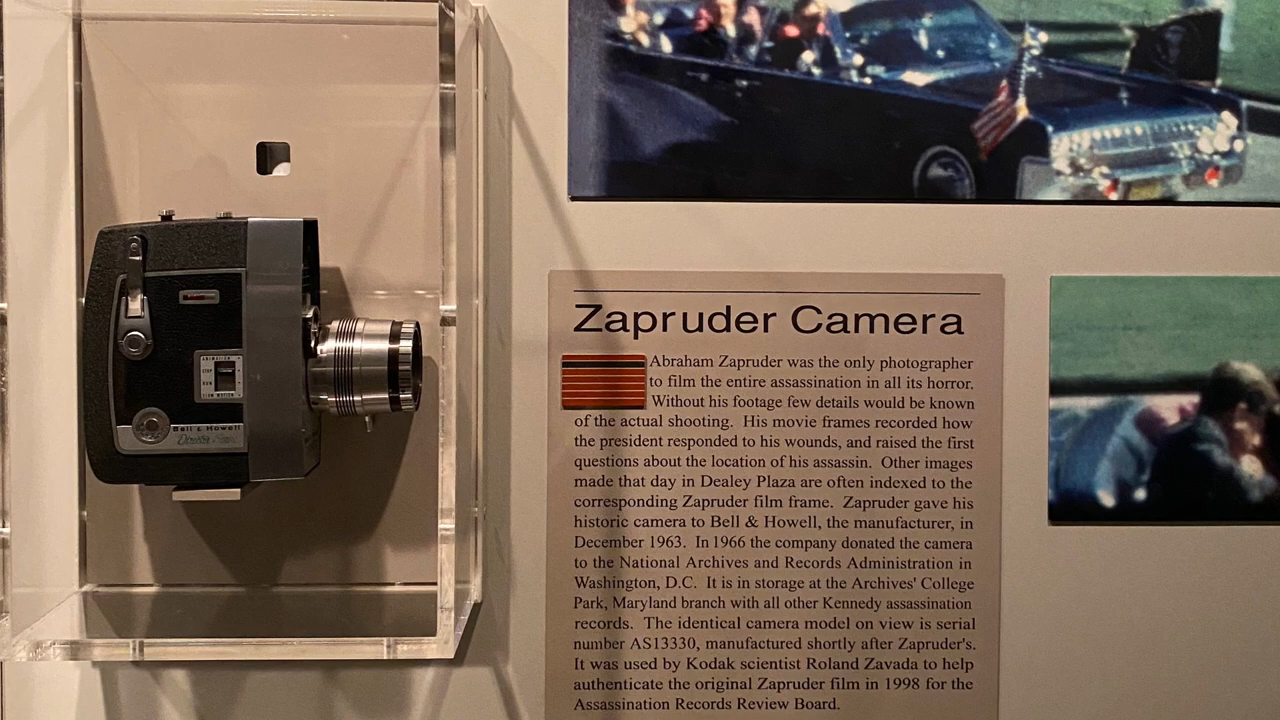 ANIMATION
STOP
RUN
SLOW MOTION
Bell & Howell
Zapruder Camera
Abraham Zapruder was the only photographer
to film the entire assassination in all its horror.
Without his footage few details would be known
of the actual shooting. His movie frames recorded how
the president responded to his wounds, and raised the first
questions about the location of his assassin. Other images
made that day in Dealey Plaza are often indexed to the
corresponding Zapruder film frame. Zapruder gave his
historic camera to Bell & Howell, the manufacturer, in
December 1963. In 1966 the company donated the camera
to the National Archives and Records Administration in
Washington, D.C. It is in storage at the Archives' College
Park, Maryland branch with all other Kennedy assassination
records. The identical camera model on view is serial
number AS13330, manufactured shortly after Zapruder's.
It was used by Kodak scientist Roland Zavada to help
authenticate the original Zapruder film in 1998 for the
Assassination Records Review Board.